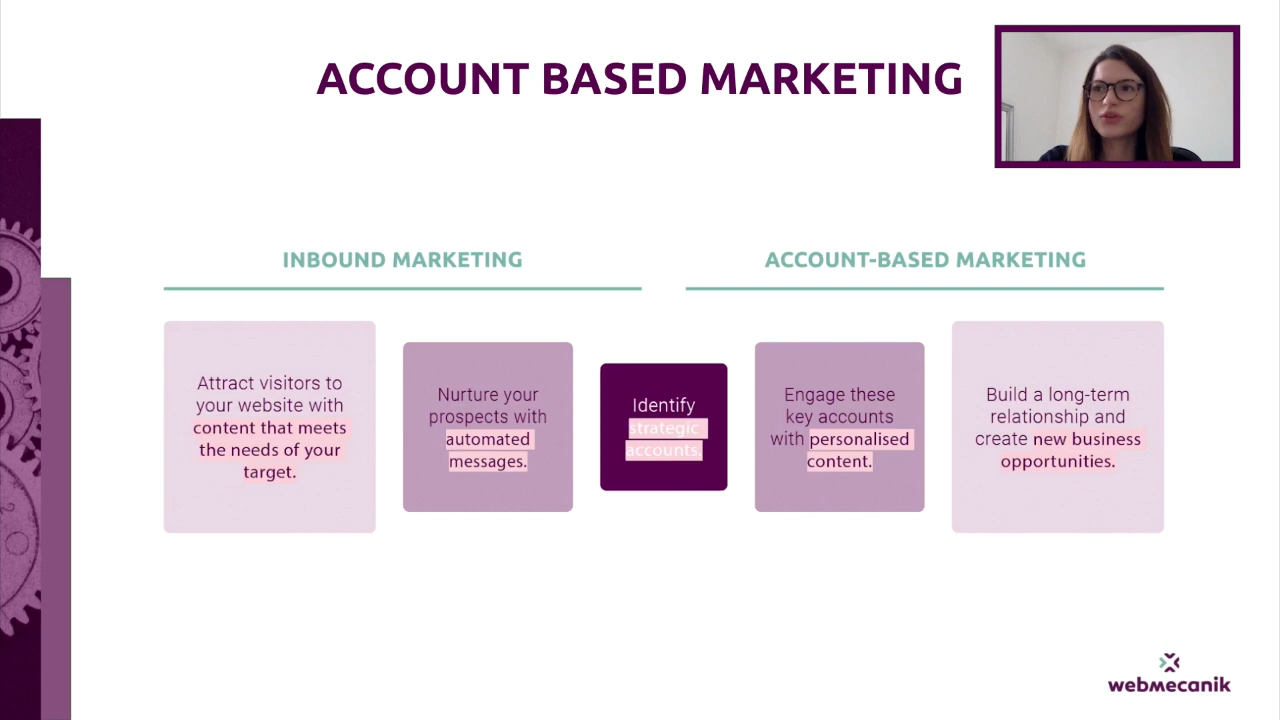 ACCOUNT BASED MARKETING
INBOUND MARKETING
ACCOUNT-BASED MARKETING
Attract visitors to
your website with
content that meets
the needs of your
target.
Nurture your
prospects with
automated
messages.
Identify
strategic
accounts.
Engage these
key accounts
with personalised
content.
Build a long-term
relationship and
create new business
opportunities.
webmecanik